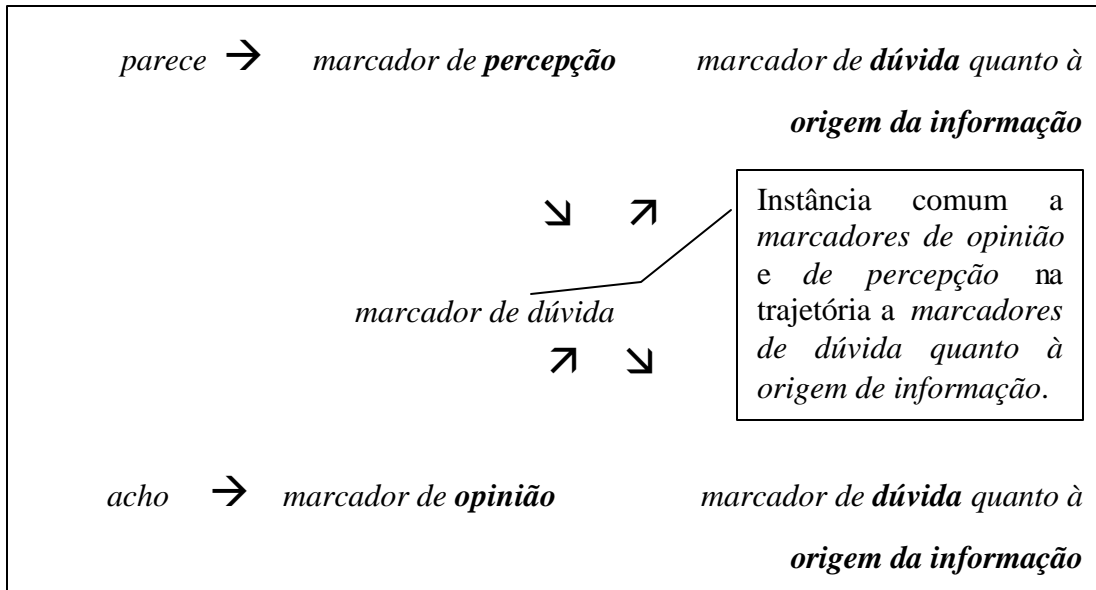 parece → marcador de percepção marcador de dúvida quanto à
origem da informação
↘ ↗
Instância comum a
marcadores de opinião
e de percepção na
trajetória a marcadores
de dúvida quanto à
origem de informação.
marcador de dúvida
↗ ↘
acho → marcador de opinião marcador de dúvida quanto à
origem da informação